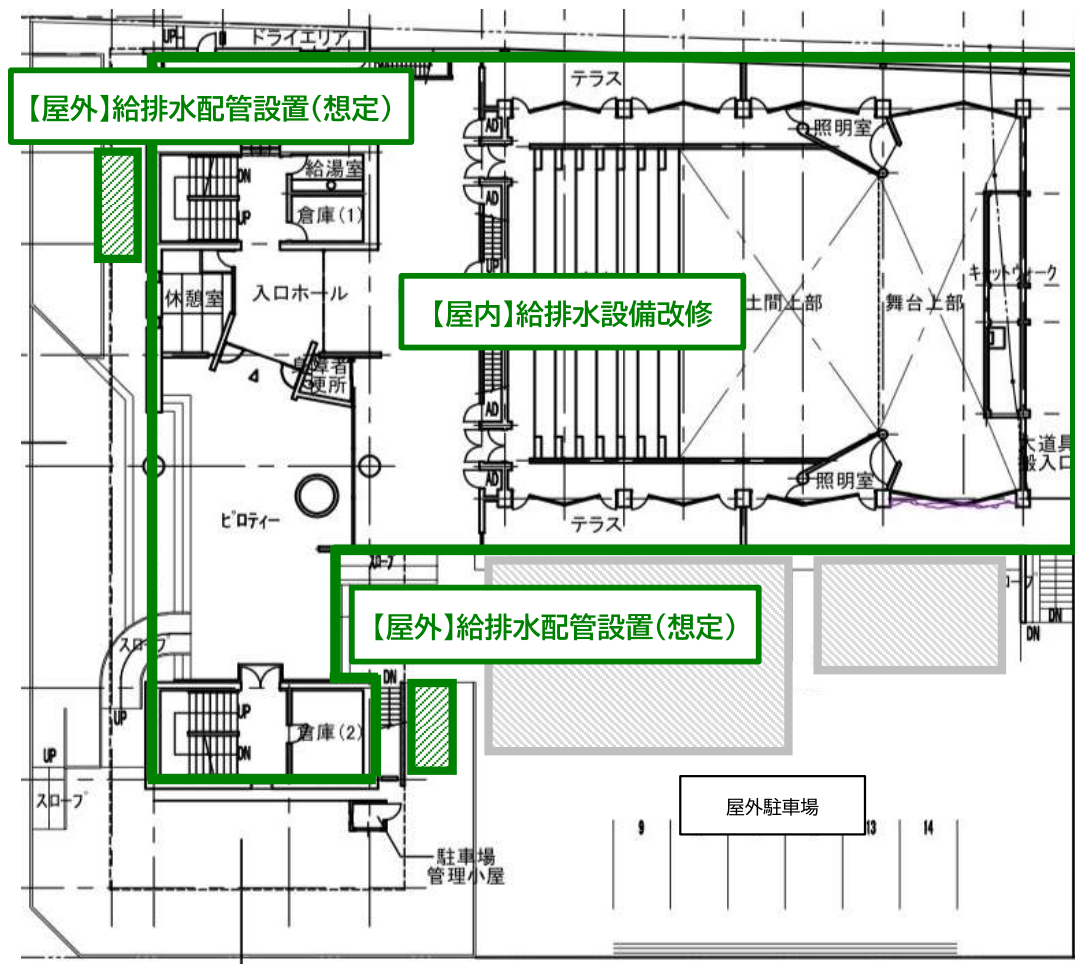 UP
ドライエリア
テラス
【屋外】給排水配管設置(想定)
AD
照明室
DN
給湯室
UP
倉庫(1)
AD
UP
休憩室
入口ホール
キャットウォーク
【屋内】給排水設備改修
土間上部
舞台上部
便所
AD
大道具
搬入口
AD
照明室
ピロティー
テラス
スロープ
【屋外】給排水配管設置(想定)
DN
DN
スロープ
DN
UP
UP
倉庫(2)
DN
UP
スロープ
屋外駐車場
9
13
14
駐車場
管理小屋